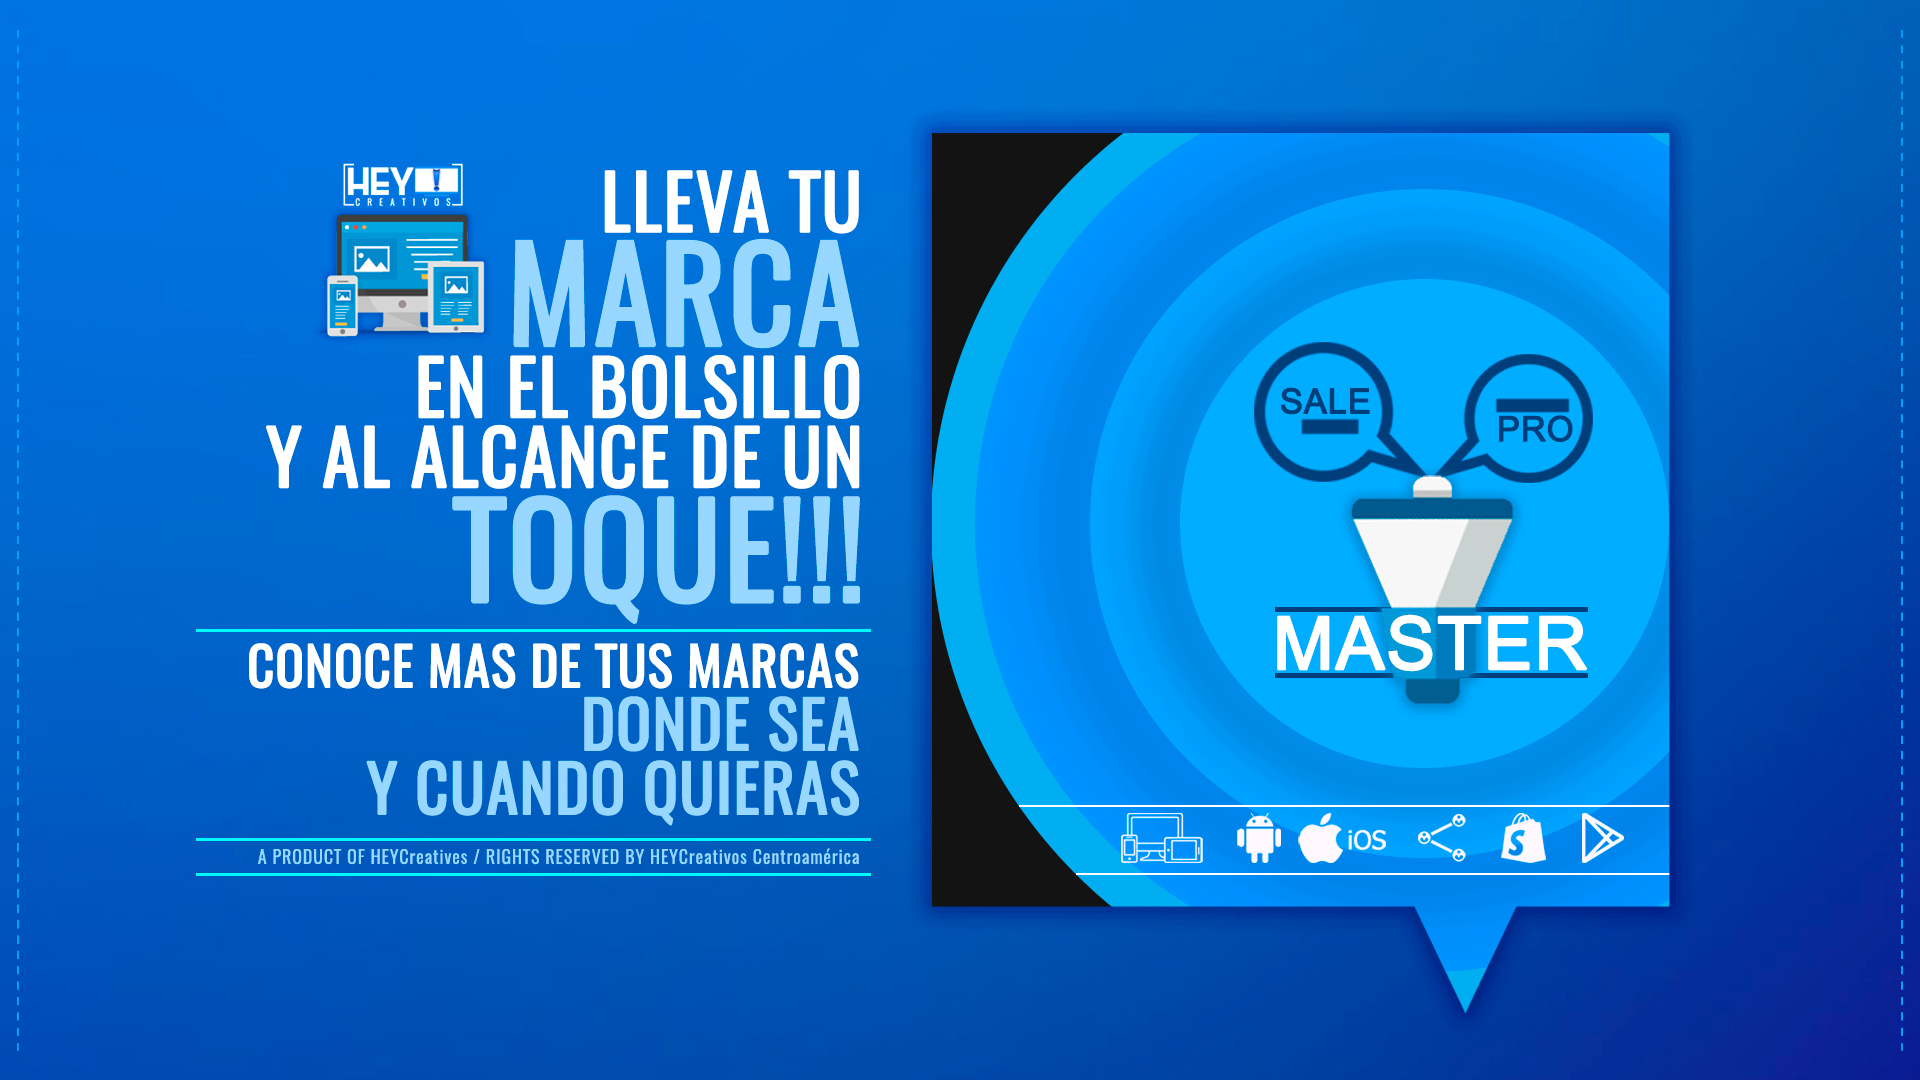 HEY!
CREATIVOS
LLEVA TU
MARCA
EN EL BOLSILLO
Y AL ALCANCE DE UN
TOQUE!!!
CONOCE MAS DE TUS MARCAS
DONDE SEA
Y CUANDO QUIERAS
A PRODUCT OF HEYCreatives / RIGHTS RESERVED BY HEYCreativos Centroamérica
SALE
PRO
MASTER
iOS
S